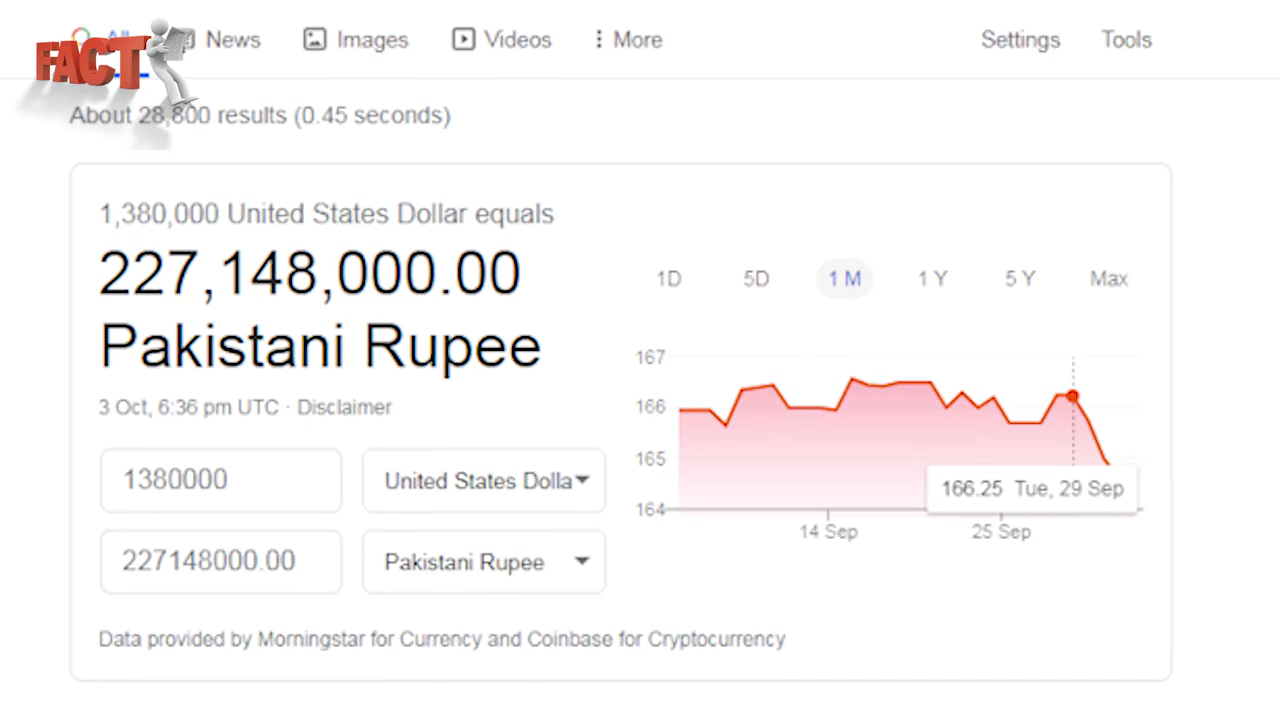 FACT
All
News
Images
Videos
More
Settings
Tools
About 28,800 results (0.45 seconds)
1,380,000 United States Dollar equals
227,148,000.00
Pakistani Rupee
3 Oct, 6:36 pm UTC · Disclaimer
1D
5D
1 M
1 Y
5 Y
Max
167
166
165
164
166.25 Tue, 29 Sep
14 Sep
25 Sep
1380000
United States Dolla
227148000.00
Pakistani Rupee
Data provided by Morningstar for Currency and Coinbase for Cryptocurrency